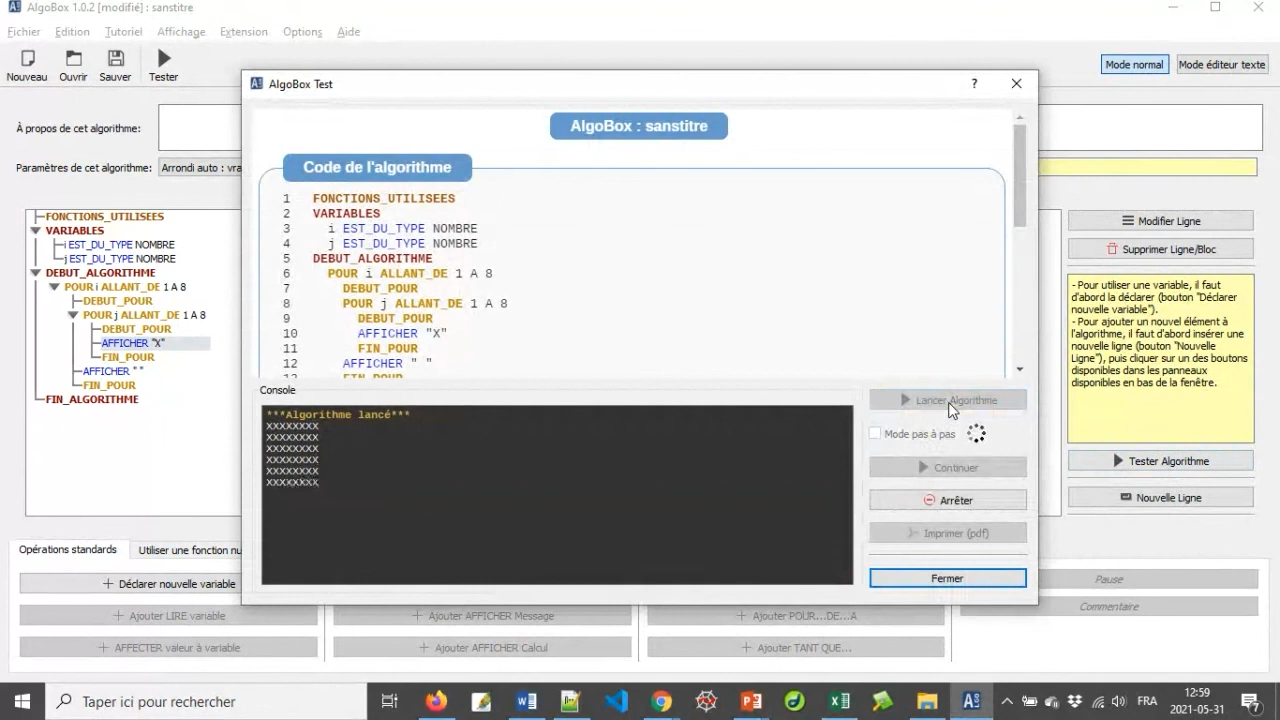 AlgoBox 1.0.2 [modifié] : sanstitre
Fichier Edition Tutoriel Affichage Extension Options Aide
Nouveau Ouvrir Sauver Tester
Mode normal Mode éditeur texte
À propos de cet algorithme:
Paramètres de cet algorithme: Arrondi auto : vra
FONCTIONS_UTILISEES
VARIABLES
i EST_DU_TYPE NOMBRE
j EST_DU_TYPE NOMBRE
DEBUT_ALGORITHME
POUR i ALLANT_DE 1 A 8
DEBUT_POUR
POUR j ALLANT_DE 1 A 8
DEBUT_POUR
AFFICHER "X"
FIN_POUR
AFFICHER " "
FIN_POUR
FIN_ALGORITHME
AlgoBox Test
?
AlgoBox : sanstitre
Code de l'algorithme
1 FONCTIONS_UTILISEES
2 VARIABLES
3 i EST_DU_TYPE NOMBRE
4 j EST_DU_TYPE NOMBRE
5 DEBUT_ALGORITHME
6 POUR i ALLANT_DE 1 A 8
7 DEBUT_POUR
8 POUR j ALLANT_DE 1 A 8
9 DEBUT_POUR
10 AFFICHER "X"
11 FIN_POUR
12 AFFICHER " "
13 FIN_POUR
Console
***Algorithme lancé***
XXXXXXXX
XXXXXXXX
XXXXXXXX
XXXXXXXX
XXXXXXXX
XXXXXXXX
Lancer Algorithme
Mode pas à pas
Continuer
Arrêter
Imprimer (pdf)
Fermer
Modifier Ligne
Supprimer Ligne/Bloc
- Pour utiliser une variable, il faut
d'abord la déclarer (bouton "Déclarer
nouvelle variable").
- Pour ajouter un nouvel élément à
l'algorithme, il faut d'abord insérer une
nouvelle ligne (bouton "Nouvelle
Ligne"), puis cliquer sur un des boutons
disponibles dans les panneaux
disponibles en bas de la fenêtre.
Tester Algorithme
Nouvelle Ligne
Opérations standards Utiliser une fonction nu
Déclarer nouvelle variable
Pause
Ajouter LIRE variable Ajouter AFFICHER Message Ajouter POUR...DE...A Commentaire
AFFECTER valeur à variable Ajouter AFFICHER Calcul Ajouter TANT QUE...
Taper ici pour rechercher
FRA
12:59
2021-05-31
7